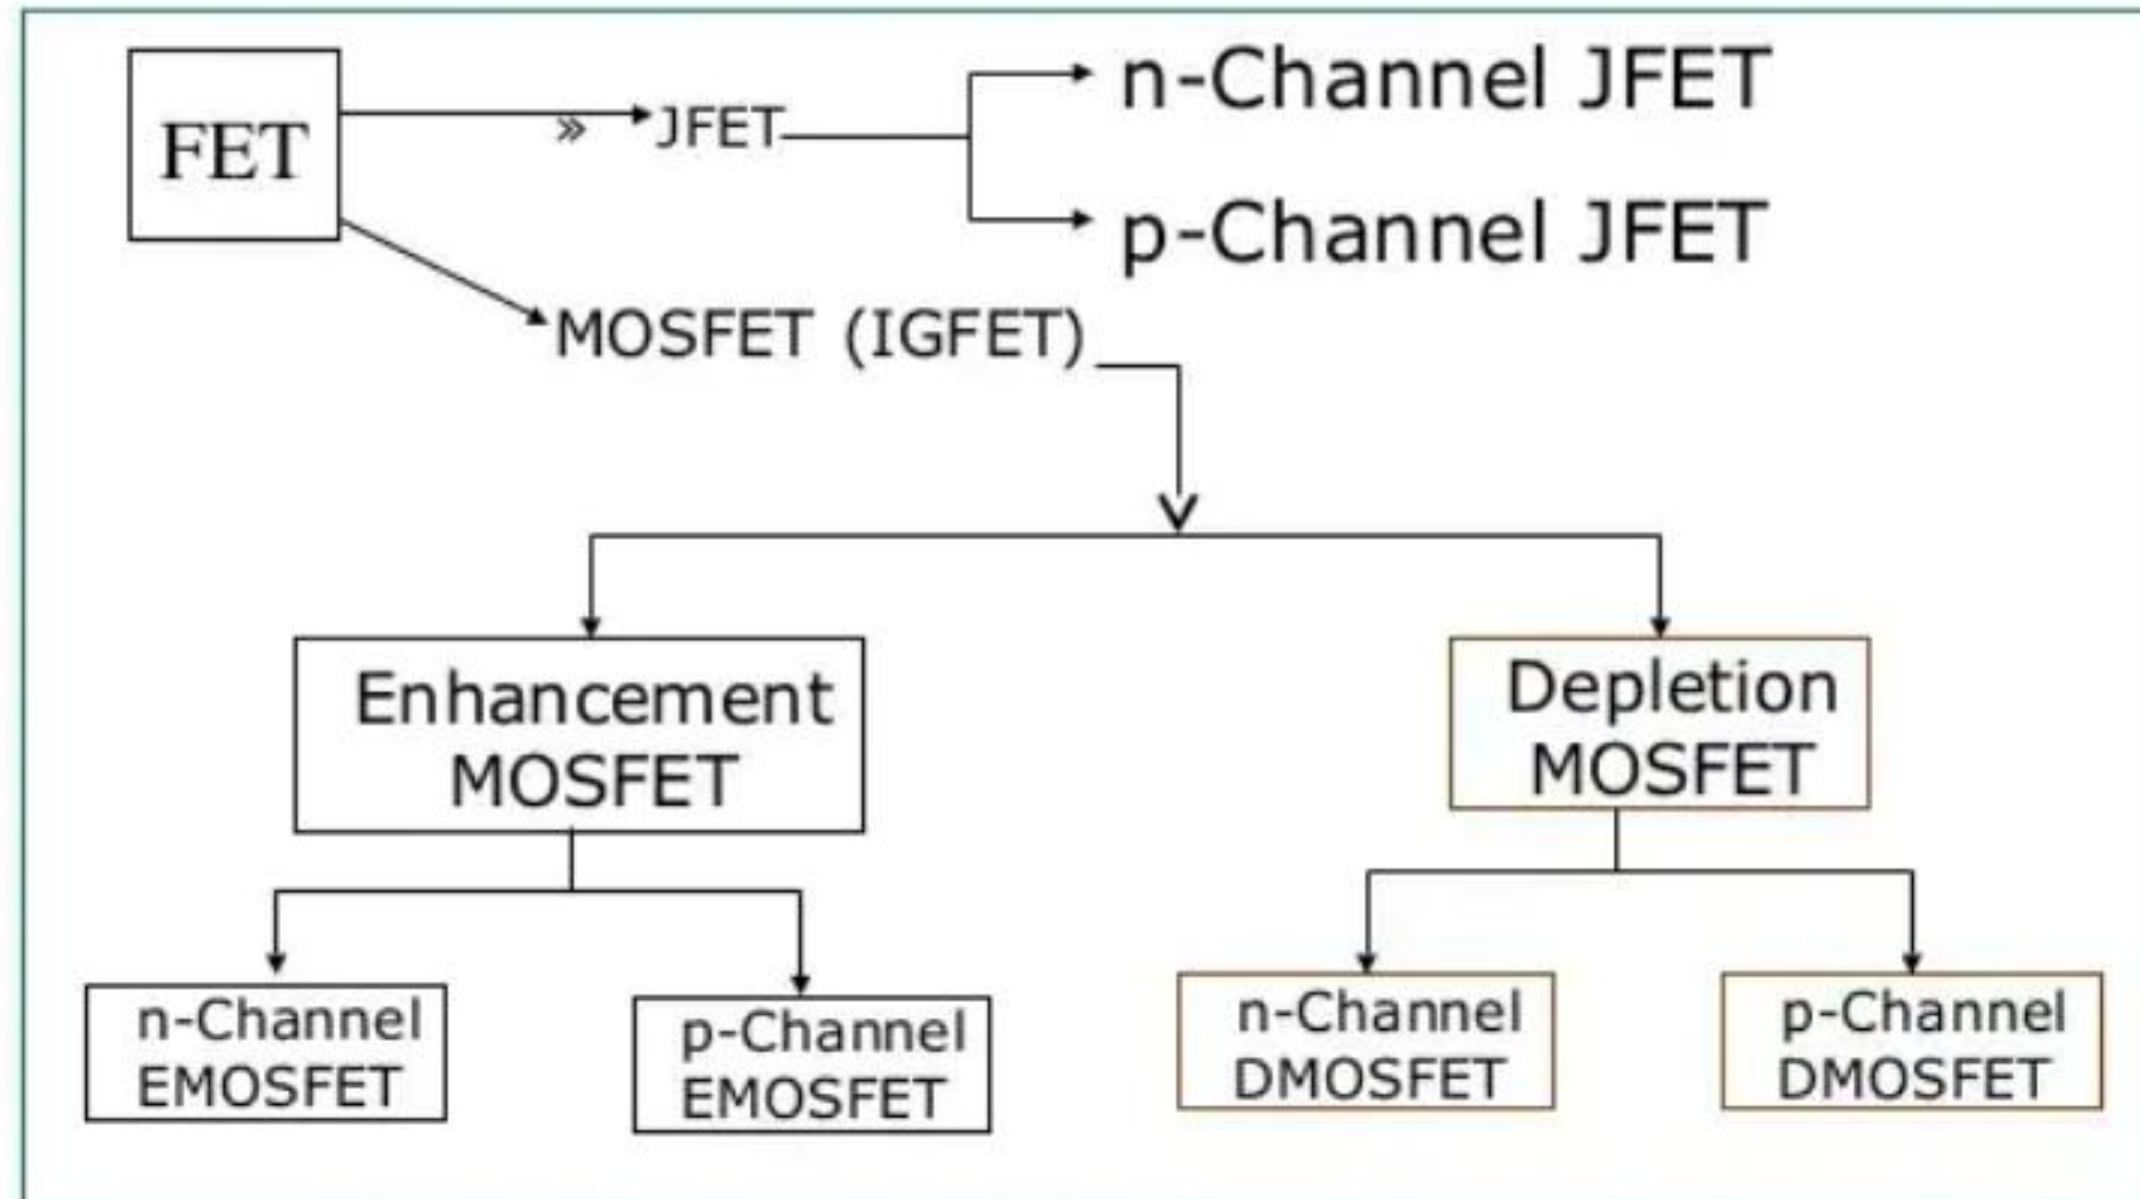 FET
» JFET
n-Channel JFET
p-Channel JFET
MOSFET (IGFET)
Enhancement
MOSFET
Depletion
MOSFET
n-Channel
EMOSFET
p-Channel
EMOSFET
n-Channel
DMOSFET
p-Channel
DMOSFET